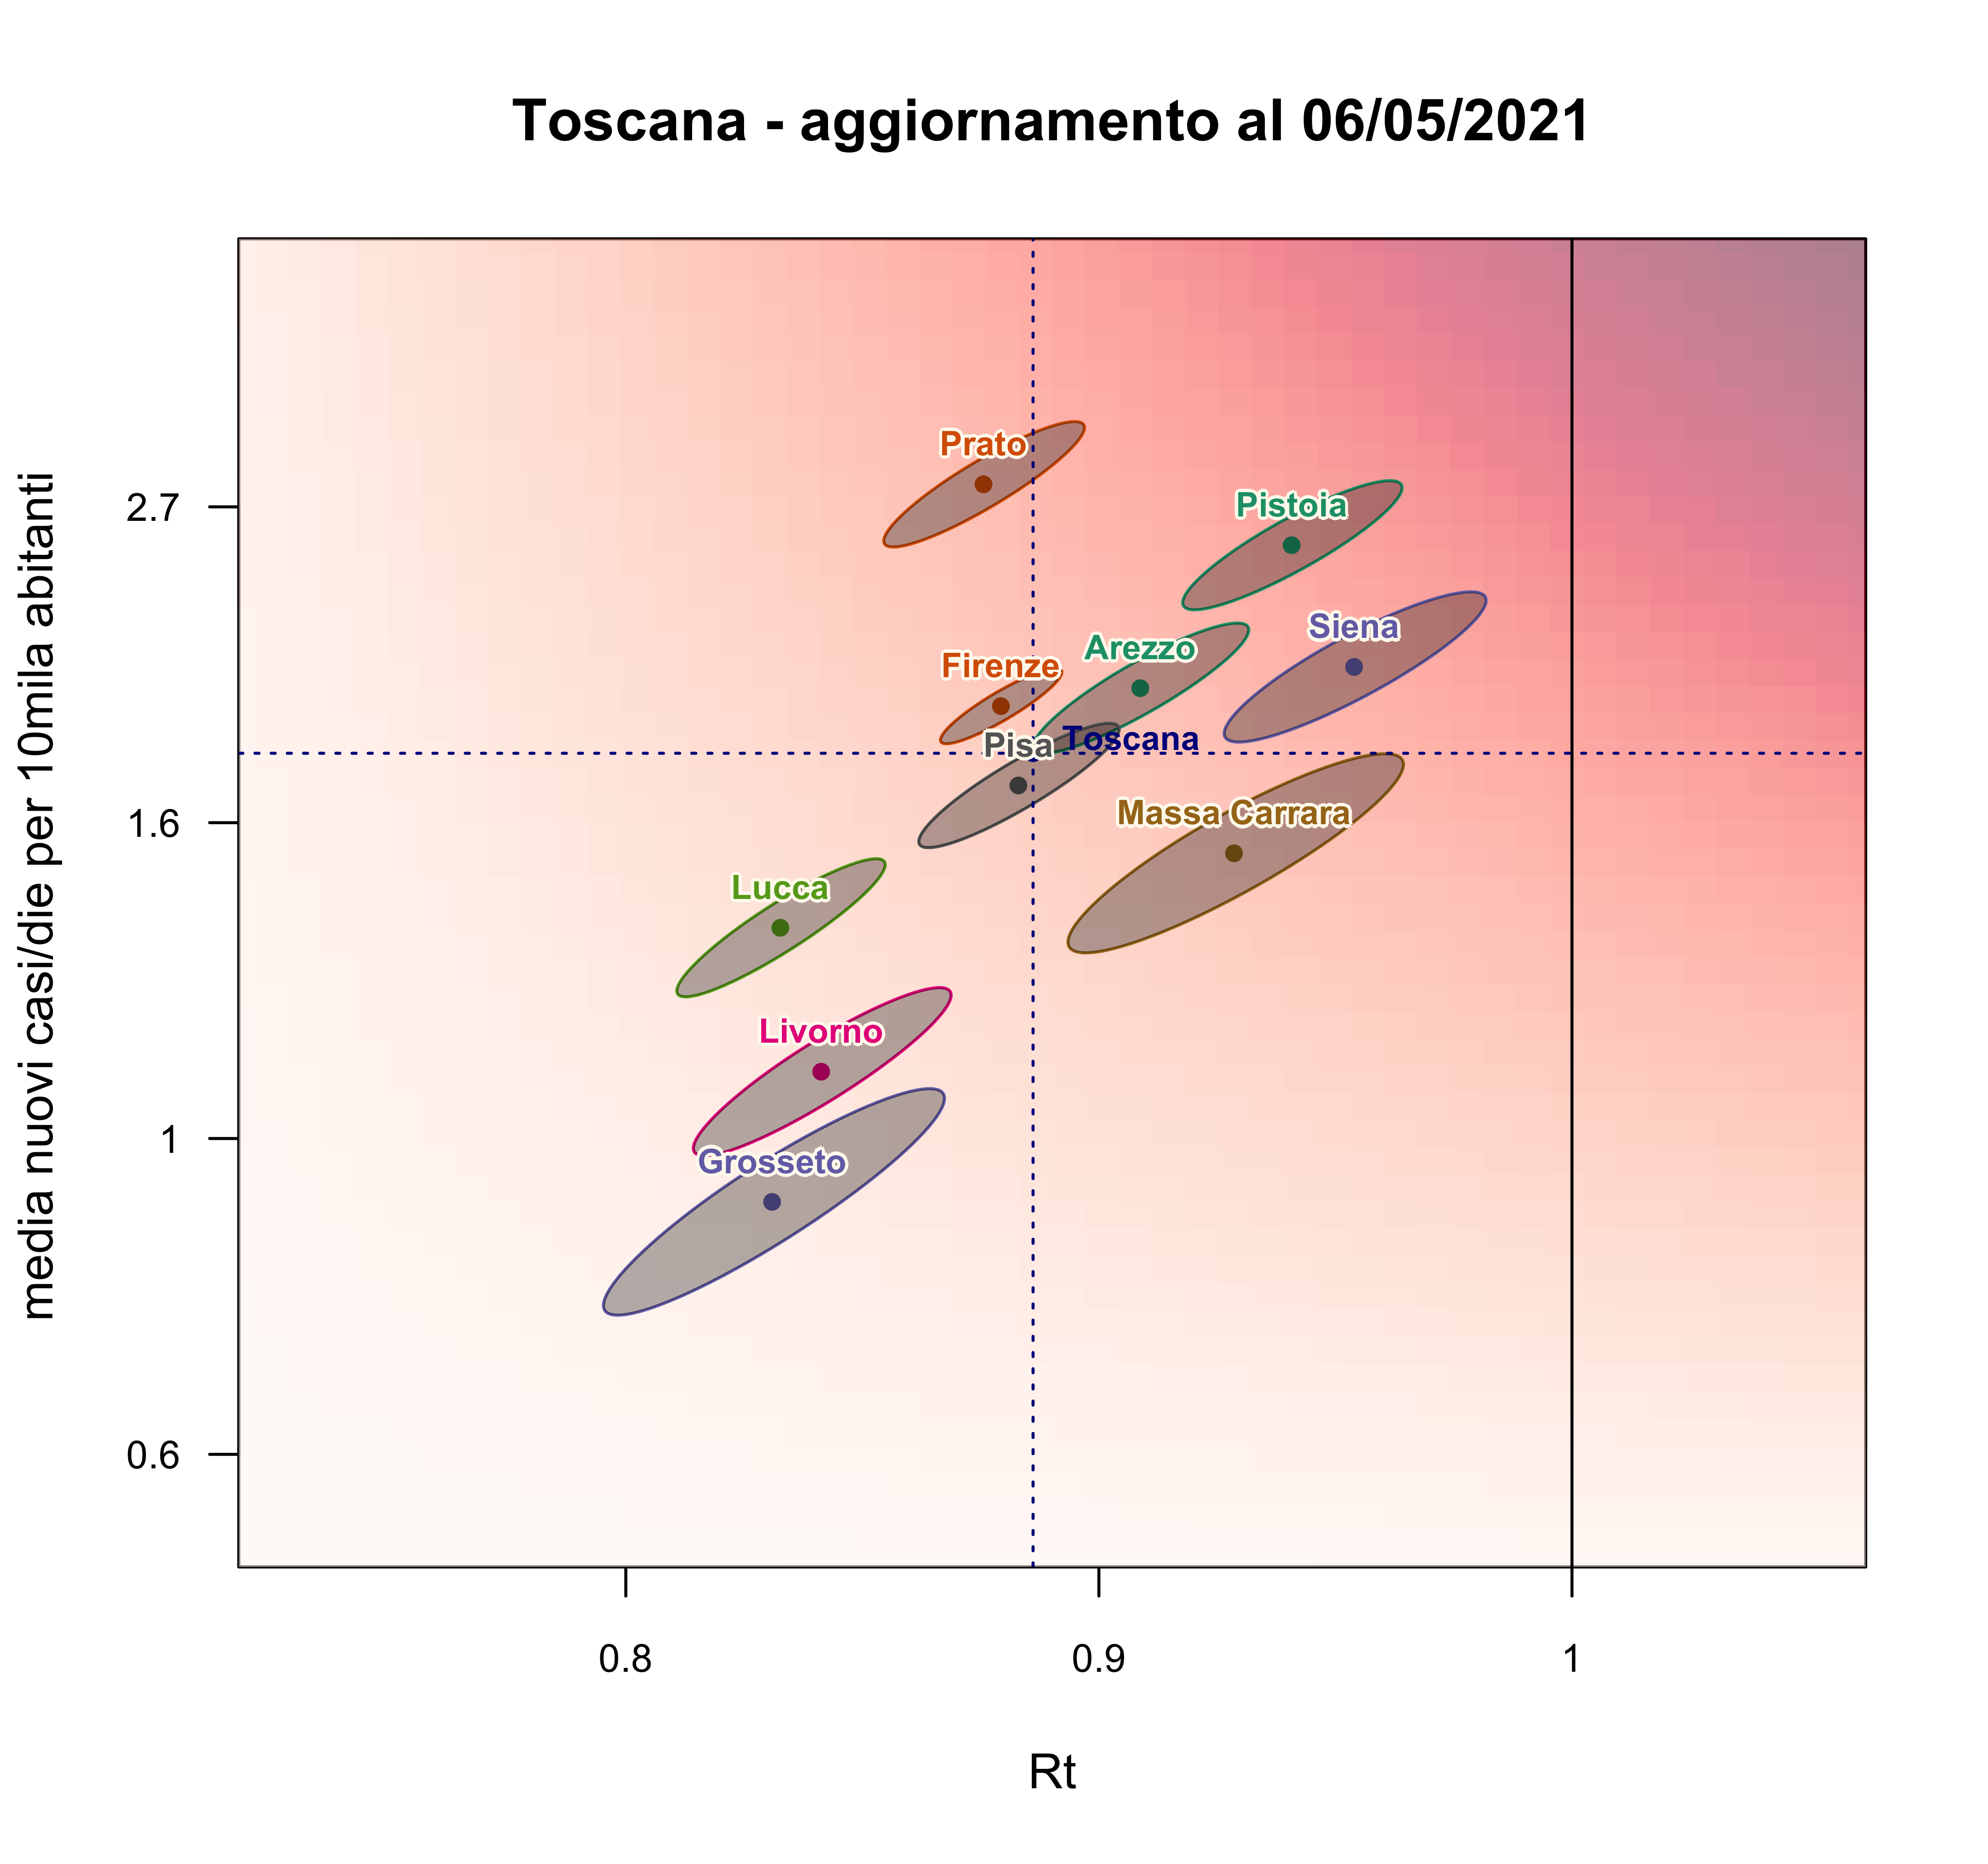 Toscana - aggiornamento al 06/05/2021
media nuovi casi/die per 10mila abitanti
2.7
1.6
1
0.6
Prato
Pistoia
Siena
Arezzo
Firenze
Toscana
Pisa
Massa Carrara
Lucca
Livorno
Grosseto
0.8
0.9
1
Rt